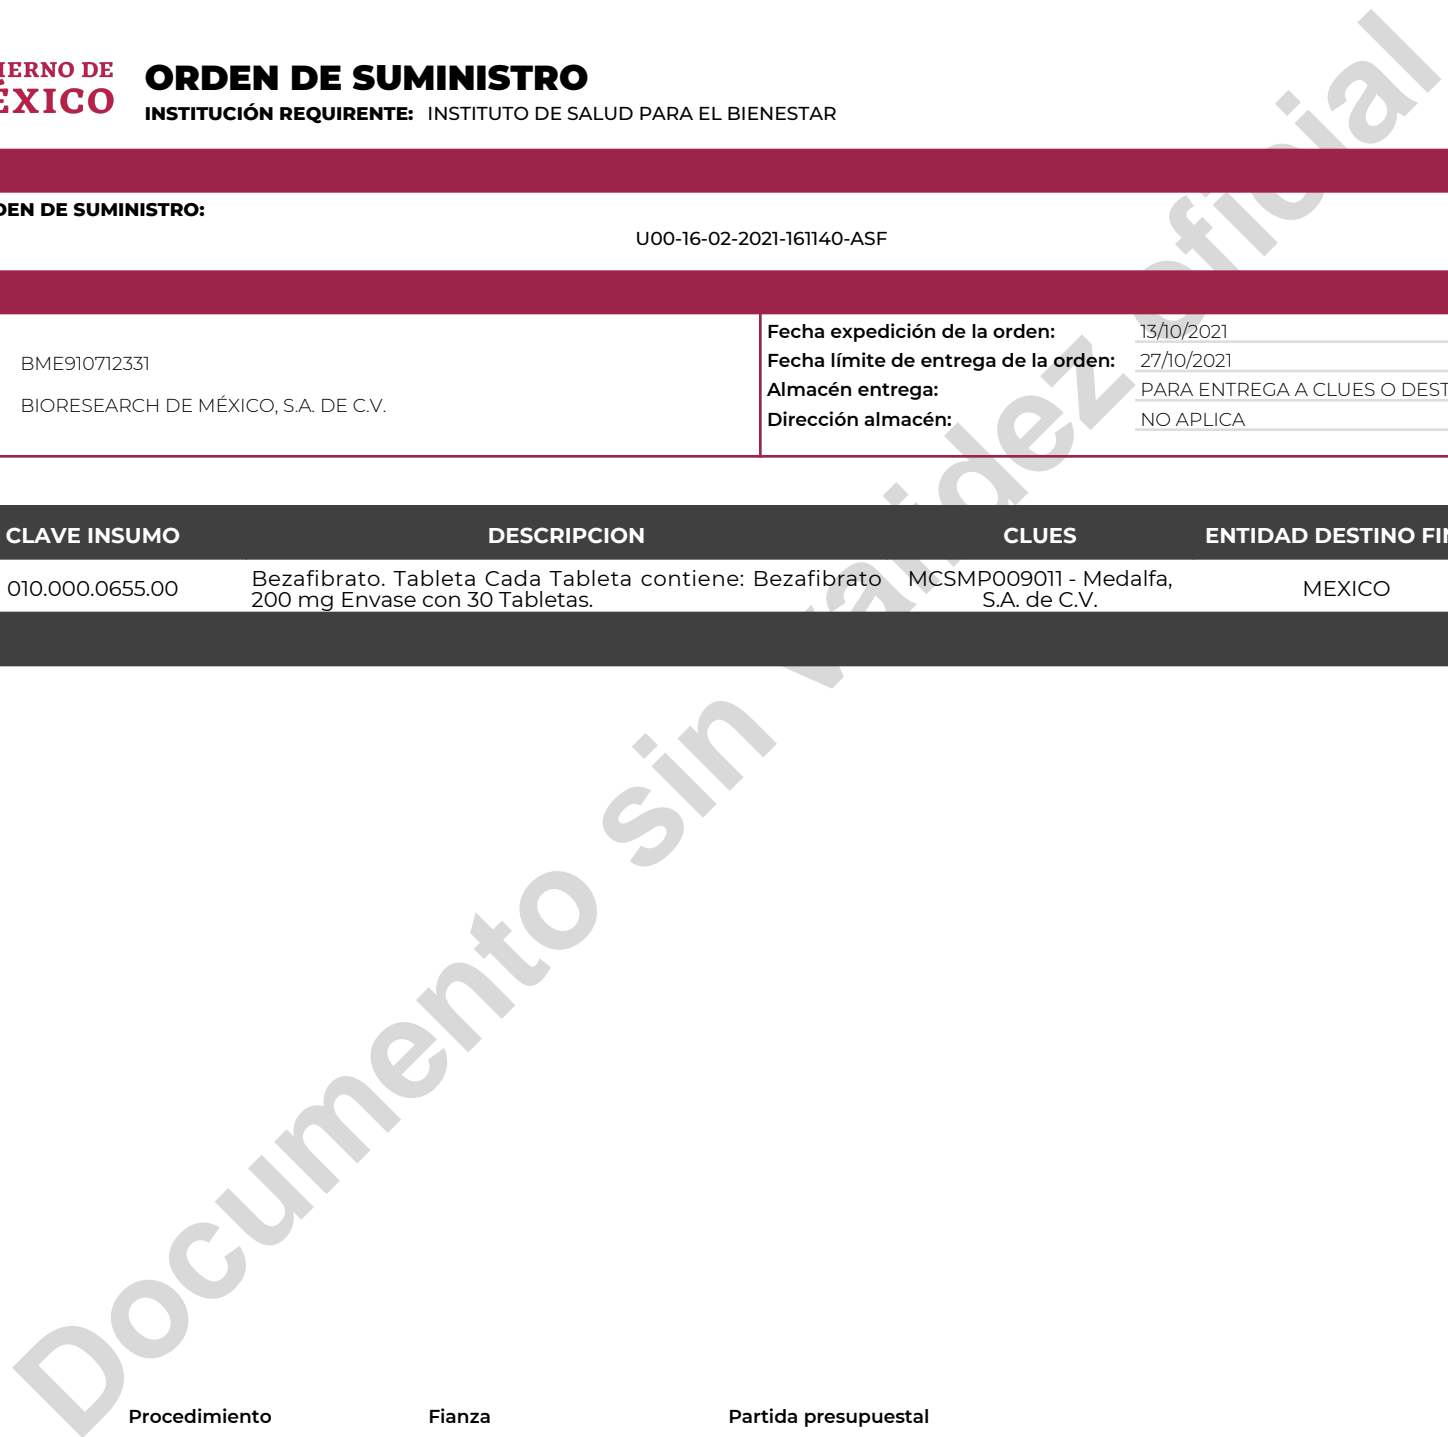 IERNO DE
ÉXICO
ORDEN DE SUMINISTRO
INSTITUCIÓN REQUIRENTE: INSTITUTO DE SALUD PARA EL BIENESTAR
DEN DE SUMINISTRO:
U00-16-02-2021-161140-ASF
BME910712331
BIORESEARCH DE MÉXICO, S.A. DE C.V.
Fecha expedición de la orden: 13/10/2021
Fecha límite de entrega de la orden: 27/10/2021
Almacén entrega: PARA ENTREGA A CLUES O DEST
Dirección almacén: NO APLICA
CLAVE INSUMO DESCRIPCION CLUES ENTIDAD DESTINO FIN
010.000.0655.00 Bezafibrato. Tableta Cada Tableta contiene: Bezafibrato MCSMP009011 - Medalfa, MEXICO
200 mg Envase con 30 Tabletas. S.A. de C.V.
Documento sin validez oficial
Procedimiento Fianza Partida presupuestal